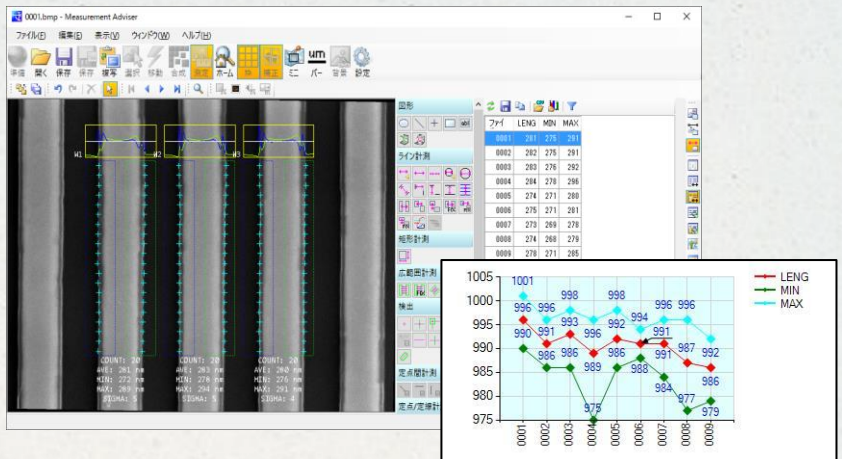 0001.bmp - Measurement Adviser
ファイル(F) 編集(E) 表示(V) ウィンドウ(W) ヘルプ(H)
準備 開く 保存 保存 複写 選択 移動 合成 測定 ホーム 枠 補正 ミニ バー 背景 設定
um
W1 W2 W3
COUNT: 20 COUNT: 20 COUNT: 20
AVE: 281 nm AVE: 283 nm AVE: 280 nm
MIN: 272 nm MIN: 270 nm MIN: 276 nm
MAX: 289 nm MAX: 294 nm MAX: 291 nm
SIGMA: 5 SIGMA: 5 SIGMA: 4
図形
abl
ライン計測
FIX
矩形計測
広範囲計測
FIX
検出
定点間計測
定点/定線計
ファイ LENG MIN MAX
0001 281 275 291
0002 282 275 291
0003 283 276 292
0004 284 278 296
0005 274 271 280
0006 275 271 281
0007 273 269 278
0008 274 268 279
0009 278 271 285
1005
1000
995
990
985
980
975
1001 996 998 996 998 994 996 996 992
996 991 993 989 992 991 991 987 986
990 986 986 975 986 988 984 977 979
0001 0002 0003 0004 0005 0006 0007 0008 0009
LENG
MIN
MAX